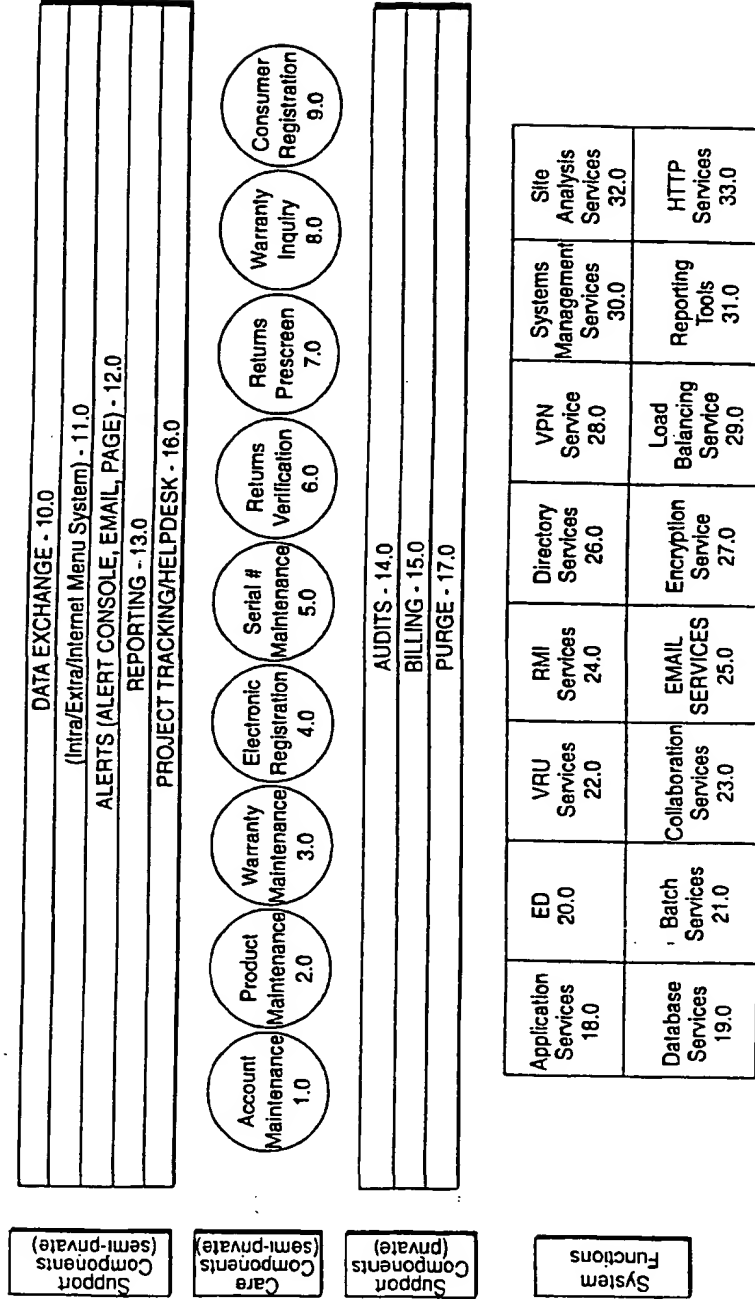 Support
Components
(semi-private)
DATA EXCHANGE - 10.0
(Intra/Extra/Internet Menu System) - 11.0
ALERTS (ALERT CONSOLE, EMAIL, PAGE) - 12.0
REPORTING - 13.0
PROJECT TRACKING/HELPDESK - 16.0
Care
Components
(semi-private)
Account
Maintenance
1.0
Product
Maintenance
2.0
Warranty
Maintenance
3.0
Electronic
Registration
4.0
Serial #
Maintenance
5.0
Returns
Verification
6.0
Returns
Prescreen
7.0
Warranty
Inquiry
8.0
Consumer
Registration
9.0
Support
Components
(private)
AUDITS - 14.0
BILLING - 15.0
PURGE - 17.0
System
Functions
Application
Services
18.0
ED
20.0
VRU
Services
22.0
RMI
Services
24.0
Directory
Services
26.0
VPN
Service
28.0
Systems
Management
Services
30.0
Site
Analysis
Services
32.0
Database
Services
19.0
Batch
Services
21.0
Collaboration
Services
23.0
EMAIL
SERVICES
25.0
Encryption
Service
27.0
Load
Balancing
Service
29.0
Reporting
Tools
31.0
HTTP
Services
33.0